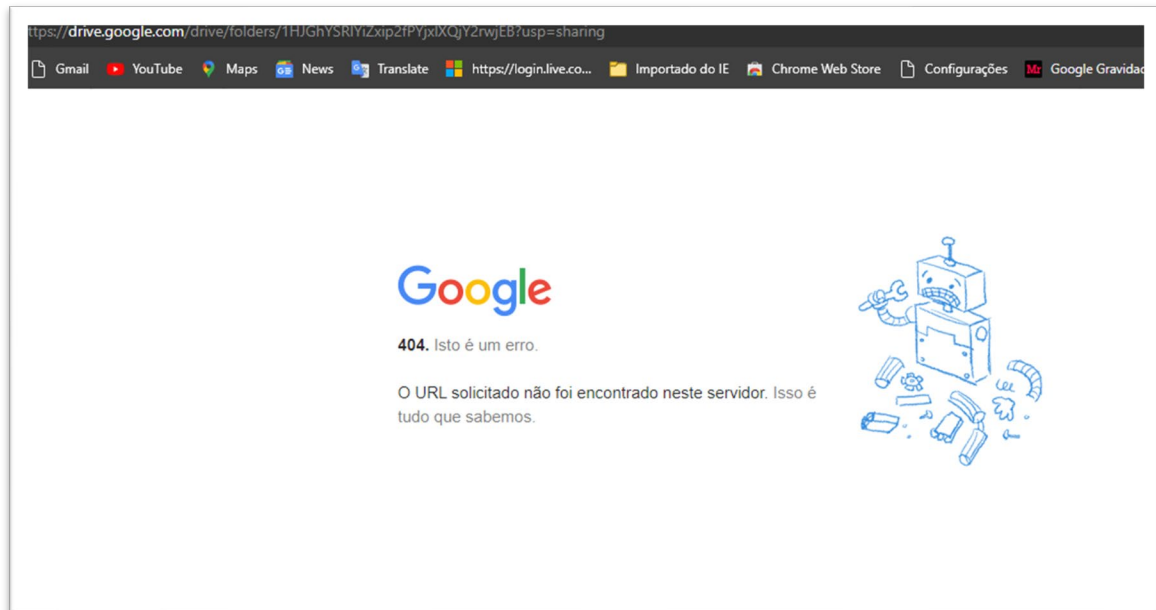 ttps://drive.google.com/drive/folders/1HJGhYSRIYiZxip2fPYjxlXQjY2rwjEB?usp=sharing
Gmail YouTube Maps News Translate https://login.live.co... Importado do IE Chrome Web Store Configurações Mr Google Gravidad
Google
404. Isto é um erro.
O URL solicitado não foi encontrado neste servidor. Isso é
tudo que sabemos.